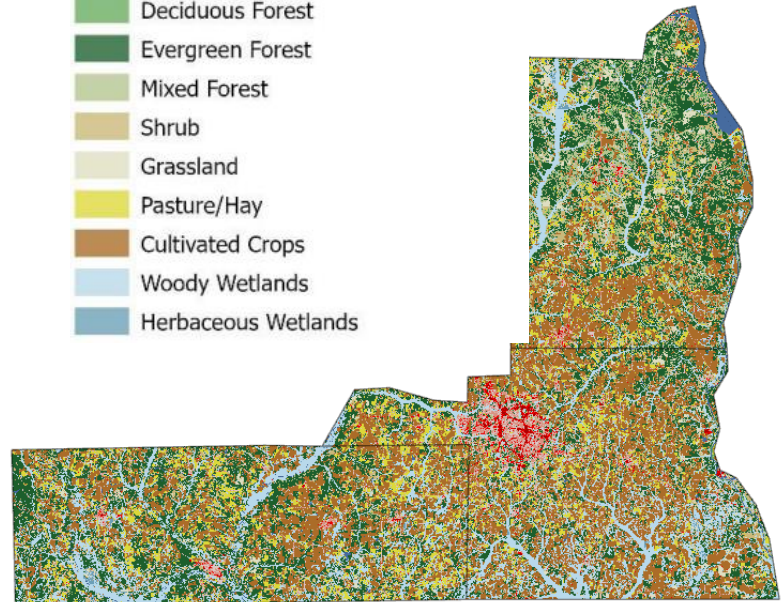 Deciduous Forest
Evergreen Forest
Mixed Forest
Shrub
Grassland
Pasture/Hay
Cultivated Crops
Woody Wetlands
Herbaceous Wetlands